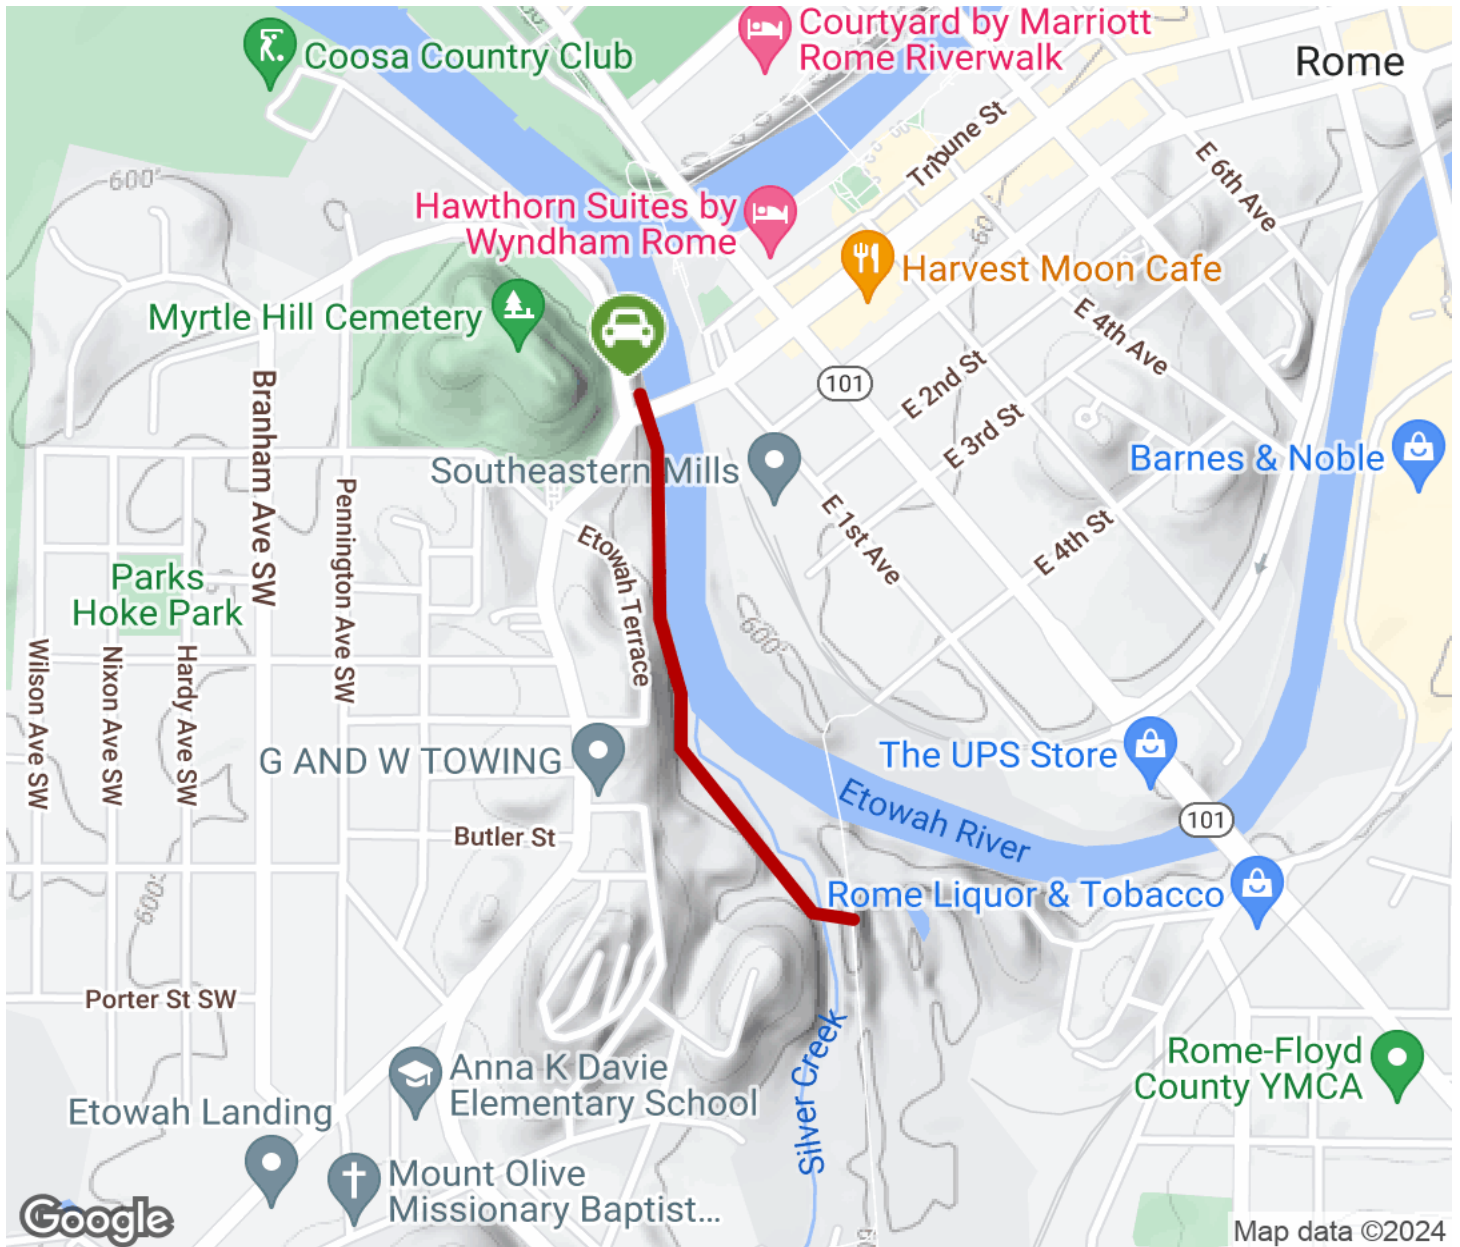 Courtyard by Marriott
Rome Riverwalk
Rome
Coosa Country Club
Tribune St
E 6th Ave
600'
Hawthorn Suites by
Wyndham Rome
60
Harvest Moon Cafe
Myrtle Hill Cemetery
E 4th Ave
101
E 2nd St
Branham Ave SW
E 3rd St
Southeastern Mills
Barnes & Noble
Pennington Ave SW
E 1st Ave
E 4th St
Etowah Terrace
Parks
Hoke Park
600'
Wilson Ave SW
Nixon Ave SW
Hardy Ave SW
G AND W TOWING
The UPS Store
Etowah River
101
Butler St
600'
Rome Liquor & Tobacco
Porter St SW
Silver Creek
Rome-Floyd
County YMCA
Anna K Davie
Elementary School
Etowah Landing
Mount Olive
Missionary Baptist...
Google
Map data ©2024